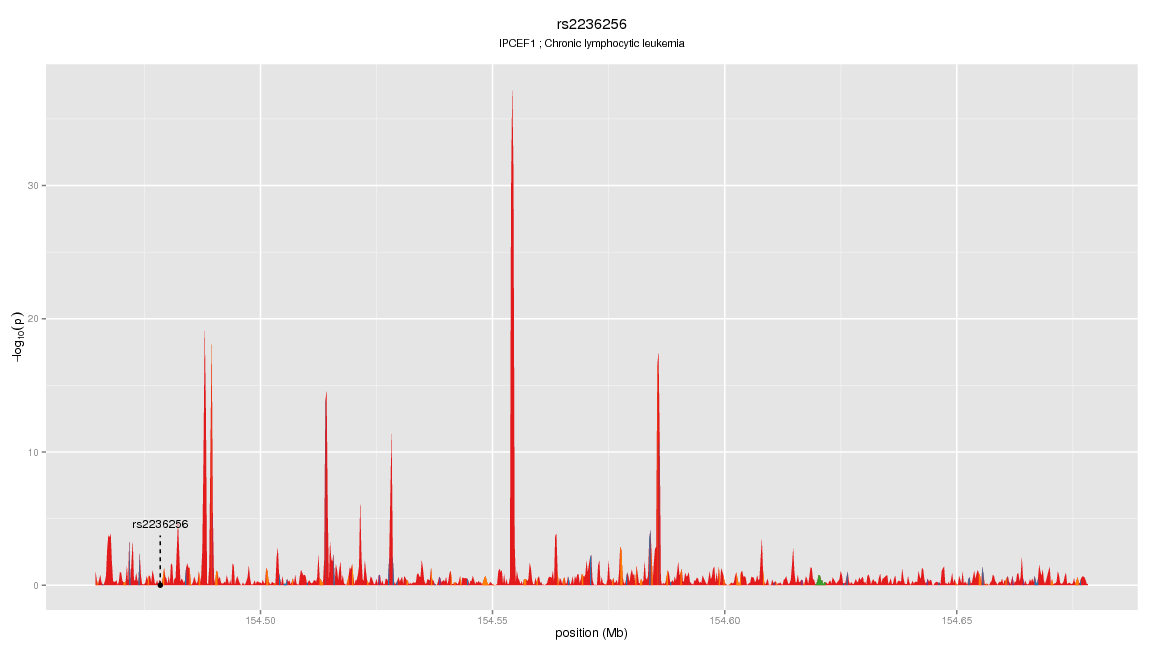 rs2236256
IPCEF1 ; Chronic lymphocytic leukemia
30
20
10
0
−log10(p)
rs2236256
154.50
154.55
154.60
154.65
position (Mb)